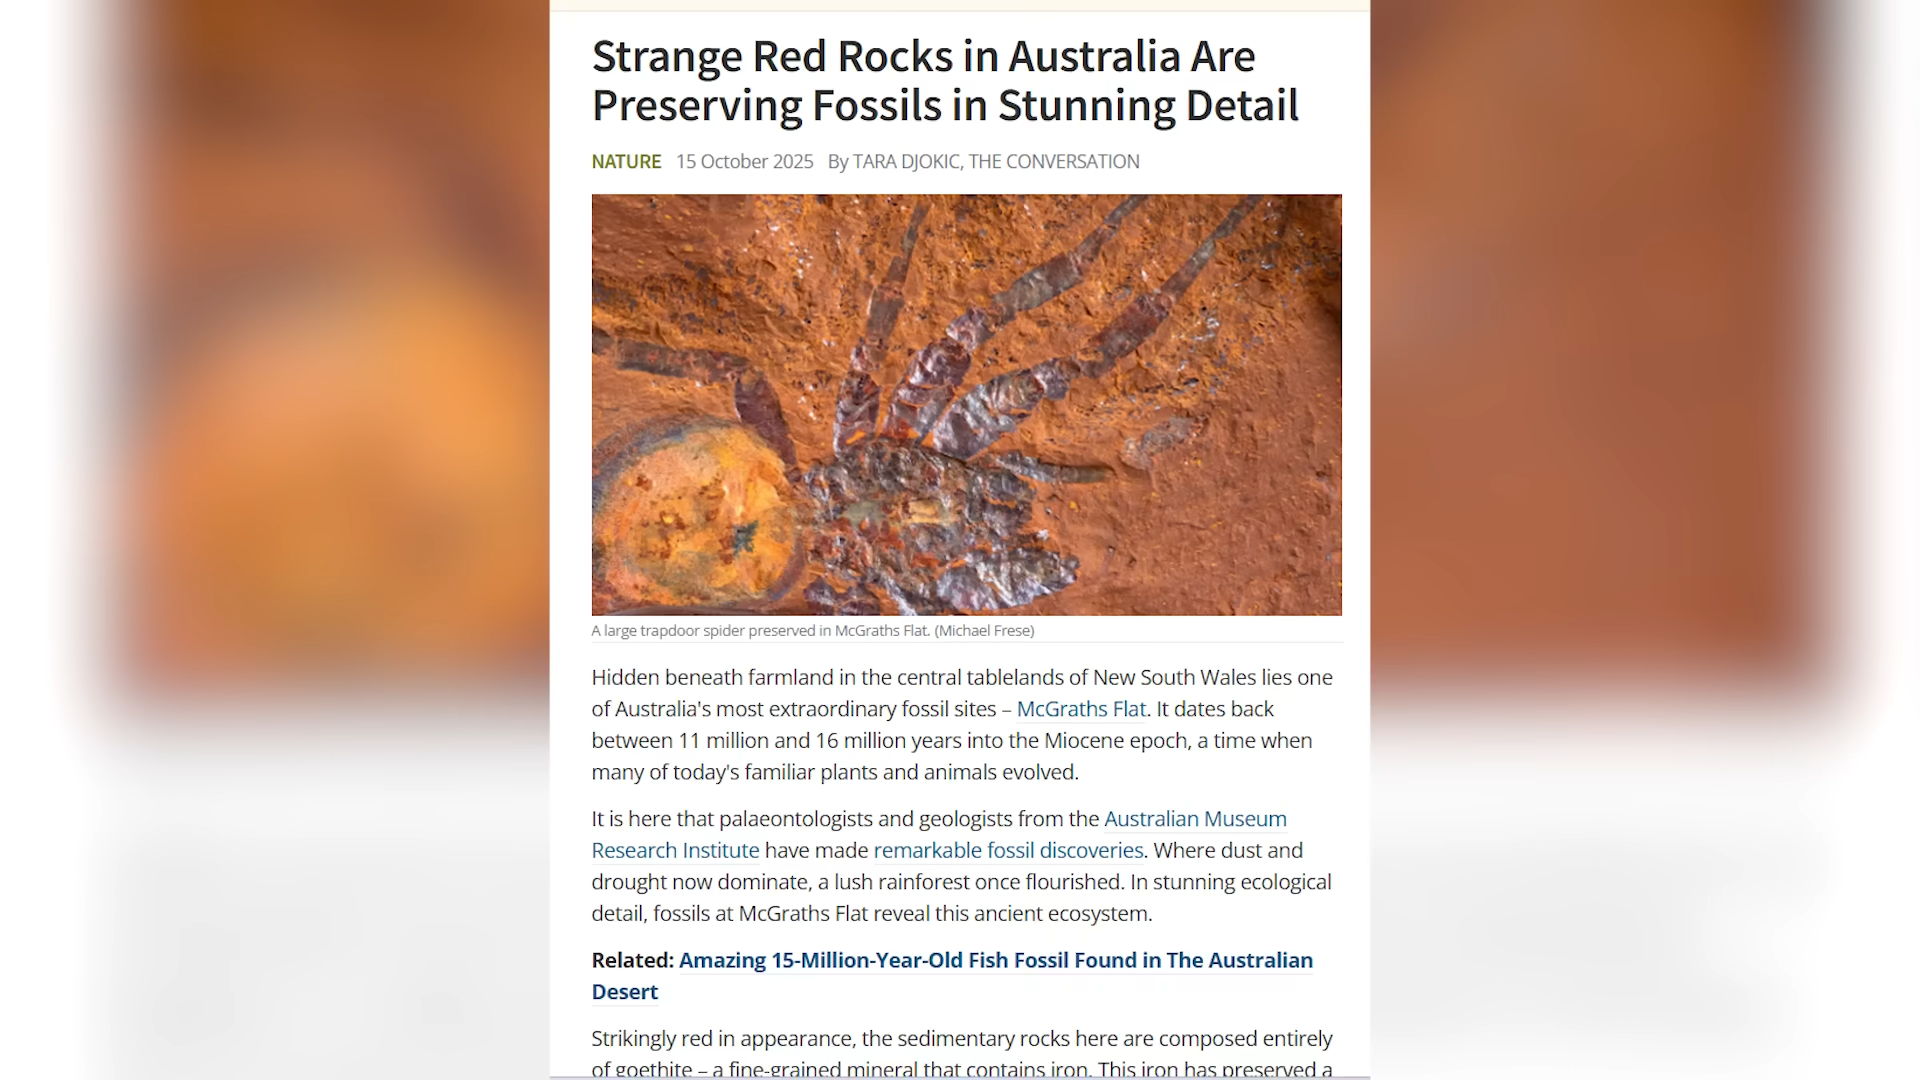 Strange Red Rocks in Australia Are
Preserving Fossils in Stunning Detail
NATURE 15 October 2025 By TARA DJOKIC, THE CONVERSATION
A large trapdoor spider preserved in McGraths Flat. (Michael Frese)
Hidden beneath farmland in the central tablelands of New South Wales lies one
of Australia's most extraordinary fossil sites – McGraths Flat. It dates back
between 11 million and 16 million years into the Miocene epoch, a time when
many of today's familiar plants and animals evolved.
It is here that palaeontologists and geologists from the Australian Museum
Research Institute have made remarkable fossil discoveries. Where dust and
drought now dominate, a lush rainforest once flourished. In stunning ecological
detail, fossils at McGraths Flat reveal this ancient ecosystem.
Related: Amazing 15-Million-Year-Old Fish Fossil Found in The Australian
Desert
Strikingly red in appearance, the sedimentary rocks here are composed entirely
of goethite – a fine-grained mineral that contains iron. This iron has preserved a